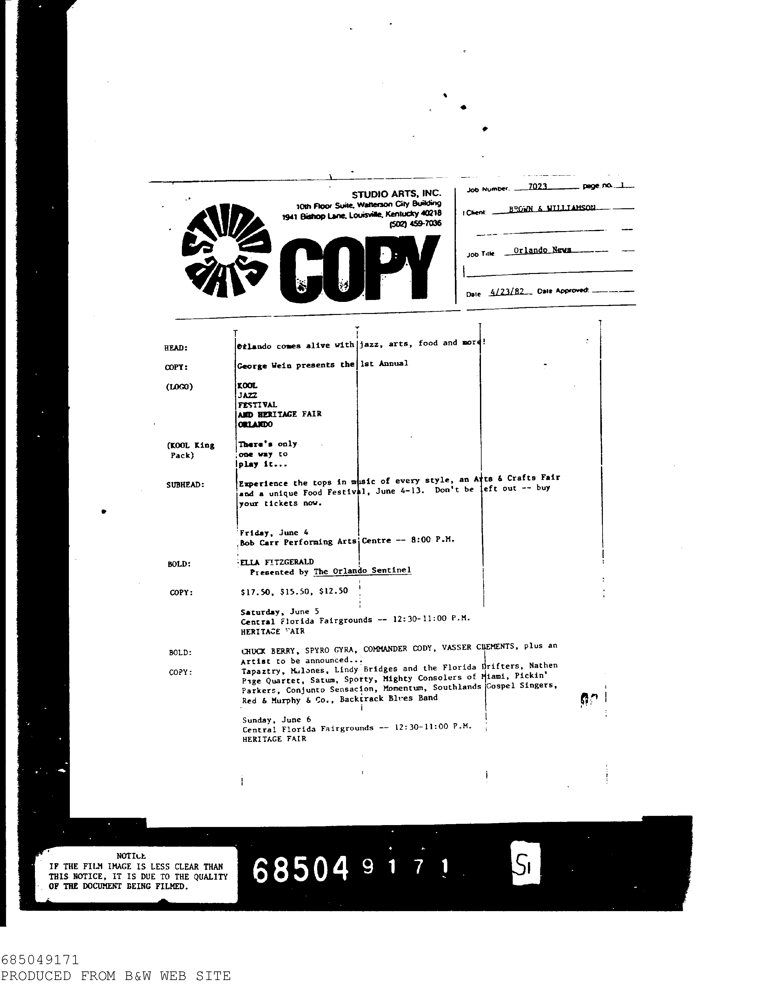 STUDIO ARTS
COPY
STUDIO ARTS, INC.
10th Floor Suite, Watterson City Building
1941 Bishop Lane, Louisville, Kentucky 40218
(502) 459-7036
Job Number. 7023 page no. 1
Client BROWN & WILLIAMSON
Job Title Orlando News
Date 4/23/82 Date Approved:
HEAD: Orlando comes alive with jazz, arts, food and more!
COPY: George Wein presents the 1st Annual
(LOGO) KOOL
JAZZ
FESTIVAL
AND HERITAGE FAIR
ORLANDO
(KOOL King There's only
Pack) one way to
play it...
SUBHEAD: Experience the tops in music of every style, an Arts & Crafts Fair
and a unique Food Festival, June 4-13. Don't be left out -- buy
your tickets now.
Friday, June 4
Bob Carr Performing Arts Centre -- 8:00 P.M.
BOLD: ELLA FITZGERALD
Presented by The Orlando Sentinel
COPY: $17.50, $15.50, $12.50
Saturday, June 5
Central Florida Fairgrounds -- 12:30-11:00 P.M.
HERITAGE FAIR
BOLD: CHUCK BERRY, SPYRO GYRA, COMMANDER CODY, VASSER CLEMENTS, plus an
Artist to be announced...
COPY: Tapaztry, Malones, Lindy Bridges and the Florida Drifters, Nathen
Page Quartet, Satum, Sporty, Mighty Consolers of Miami, Pickin'
Parkers, Conjunto Sensacion, Momentum, Southlands Gospel Singers,
Red & Murphy & Co., Backtrack Blues Band
Sunday, June 6
Central Florida Fairgrounds -- 12:30-11:00 P.M.
HERITAGE FAIR
NOTICE
IF THE FILM IMAGE IS LESS CLEAR THAN
THIS NOTICE, IT IS DUE TO THE QUALITY
OF THE DOCUMENT BEING FILMED.
685049171
SI
685049171
PRODUCED FROM B&W WEB SITE